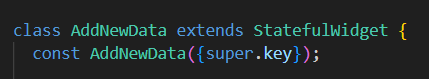 class AddNewData extends StatefulWidget {
  const AddNewData({super.key});